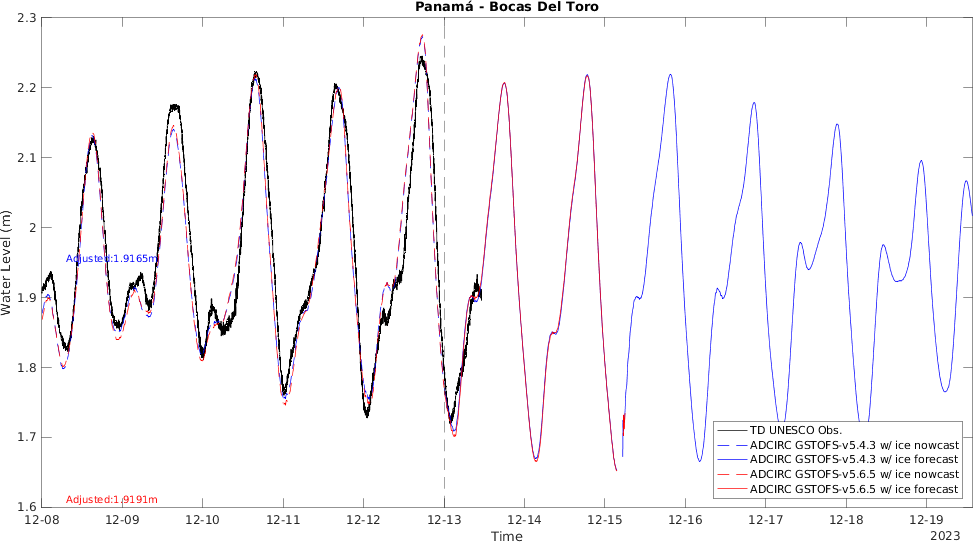 Panamá - Bocas Del Toro
2.3
2.2
2.1
2
1.9
1.8
1.7
1.6
Water Level (m)
Adjusted:1.9165m
Adjusted:1.9191m
TD UNESCO Obs.
ADCIRC GSTOFS-v5.4.3 w/ ice nowcast
ADCIRC GSTOFS-v5.4.3 w/ ice forecast
ADCIRC GSTOFS-v5.6.5 w/ ice nowcast
ADCIRC GSTOFS-v5.6.5 w/ ice forecast
12-08 12-09 12-10 12-11 12-12 12-13 12-14 12-15 12-16 12-17 12-18 12-19
Time
2023